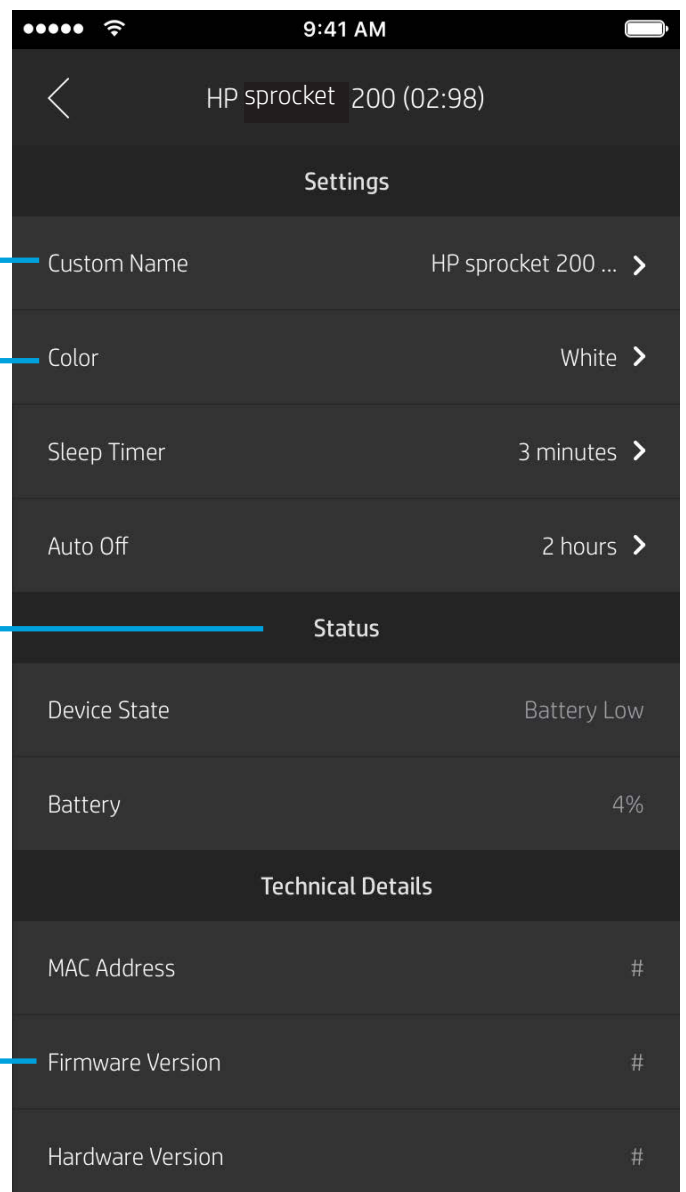 9:41 AM
HP sprocket 200 (02:98)
Settings
Custom Name HP sprocket 200 ...
Color White
Sleep Timer 3 minutes
Auto Off 2 hours
Status
Device State Battery Low
Battery 4%
Technical Details
MAC Address #
Firmware Version #
Hardware Version #